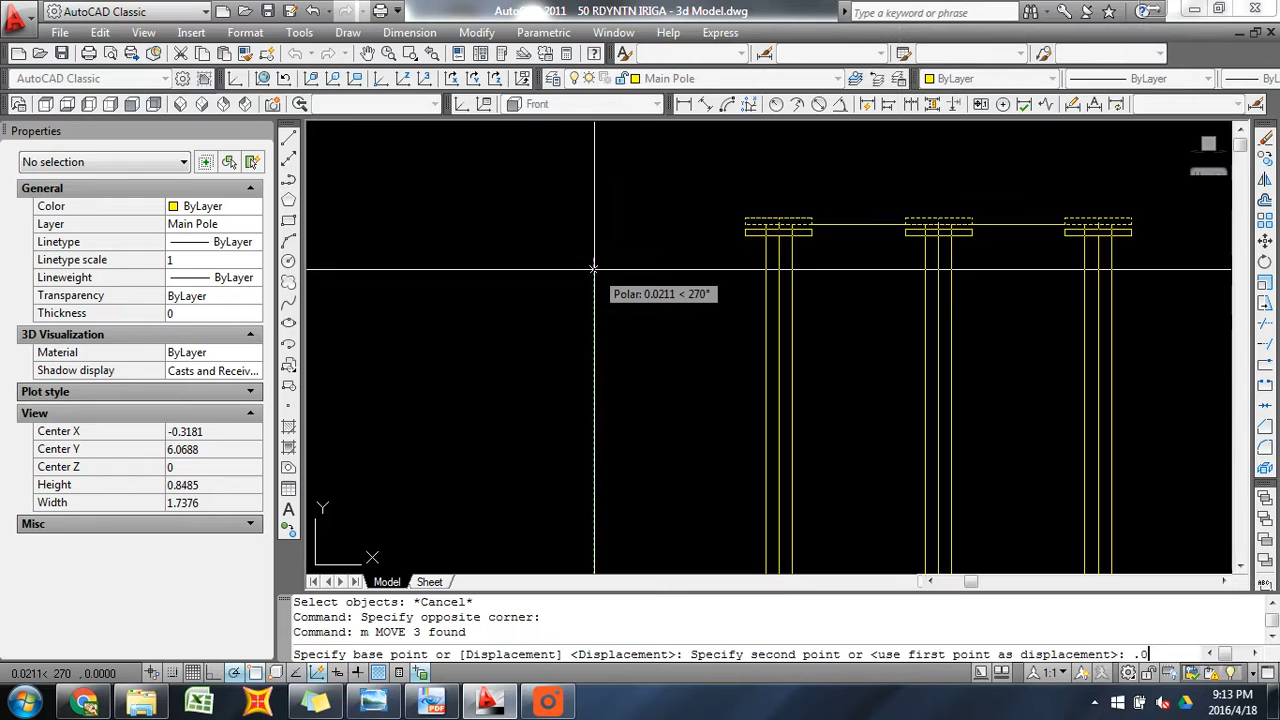 AutoCAD Classic
AutoCAD 2011 50 RDYNTN IRIGA - 3d Model.dwg
Type a keyword or phrase
File Edit View Insert Format Tools Draw Dimension Modify Parametric Window Help Express
AutoCAD Classic
Main Pole
ByLayer
ByLayer
ByLay
Front
Properties
No selection
General
Color ByLayer
Layer Main Pole
Linetype ByLayer
Linetype scale 1
Lineweight ByLayer
Transparency ByLayer
Thickness 0
3D Visualization
Material ByLayer
Shadow display Casts and Receiv...
Plot style
View
Center X -0.3181
Center Y 6.0688
Center Z 0
Height 0.8485
Width 1.7376
Misc
Polar: 0.0211 < 270°
Y
X
Model Sheet
Select objects: *Cancel*
Command: Specify opposite corner:
Command: m MOVE 3 found
Specify base point or [Displacement] <Displacement>: Specify second point or <use first point as displacement>: .0
0.0211< 270 , 0.0000
1:1
9:13 PM
2016/4/18